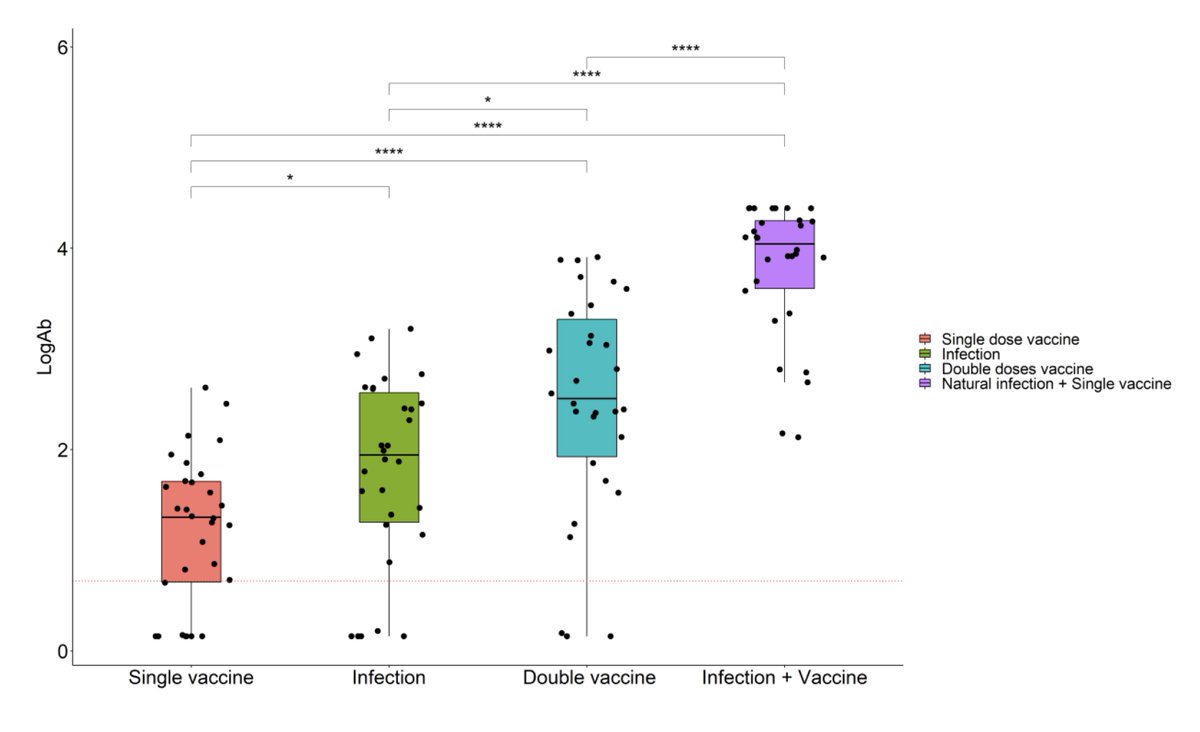 6
****
****
*
****
****
*
4
2
0
LogAb
Single vaccine
Infection
Double vaccine
Infection + Vaccine
Single dose vaccine
Infection
Double doses vaccine
Natural infection + Single vaccine